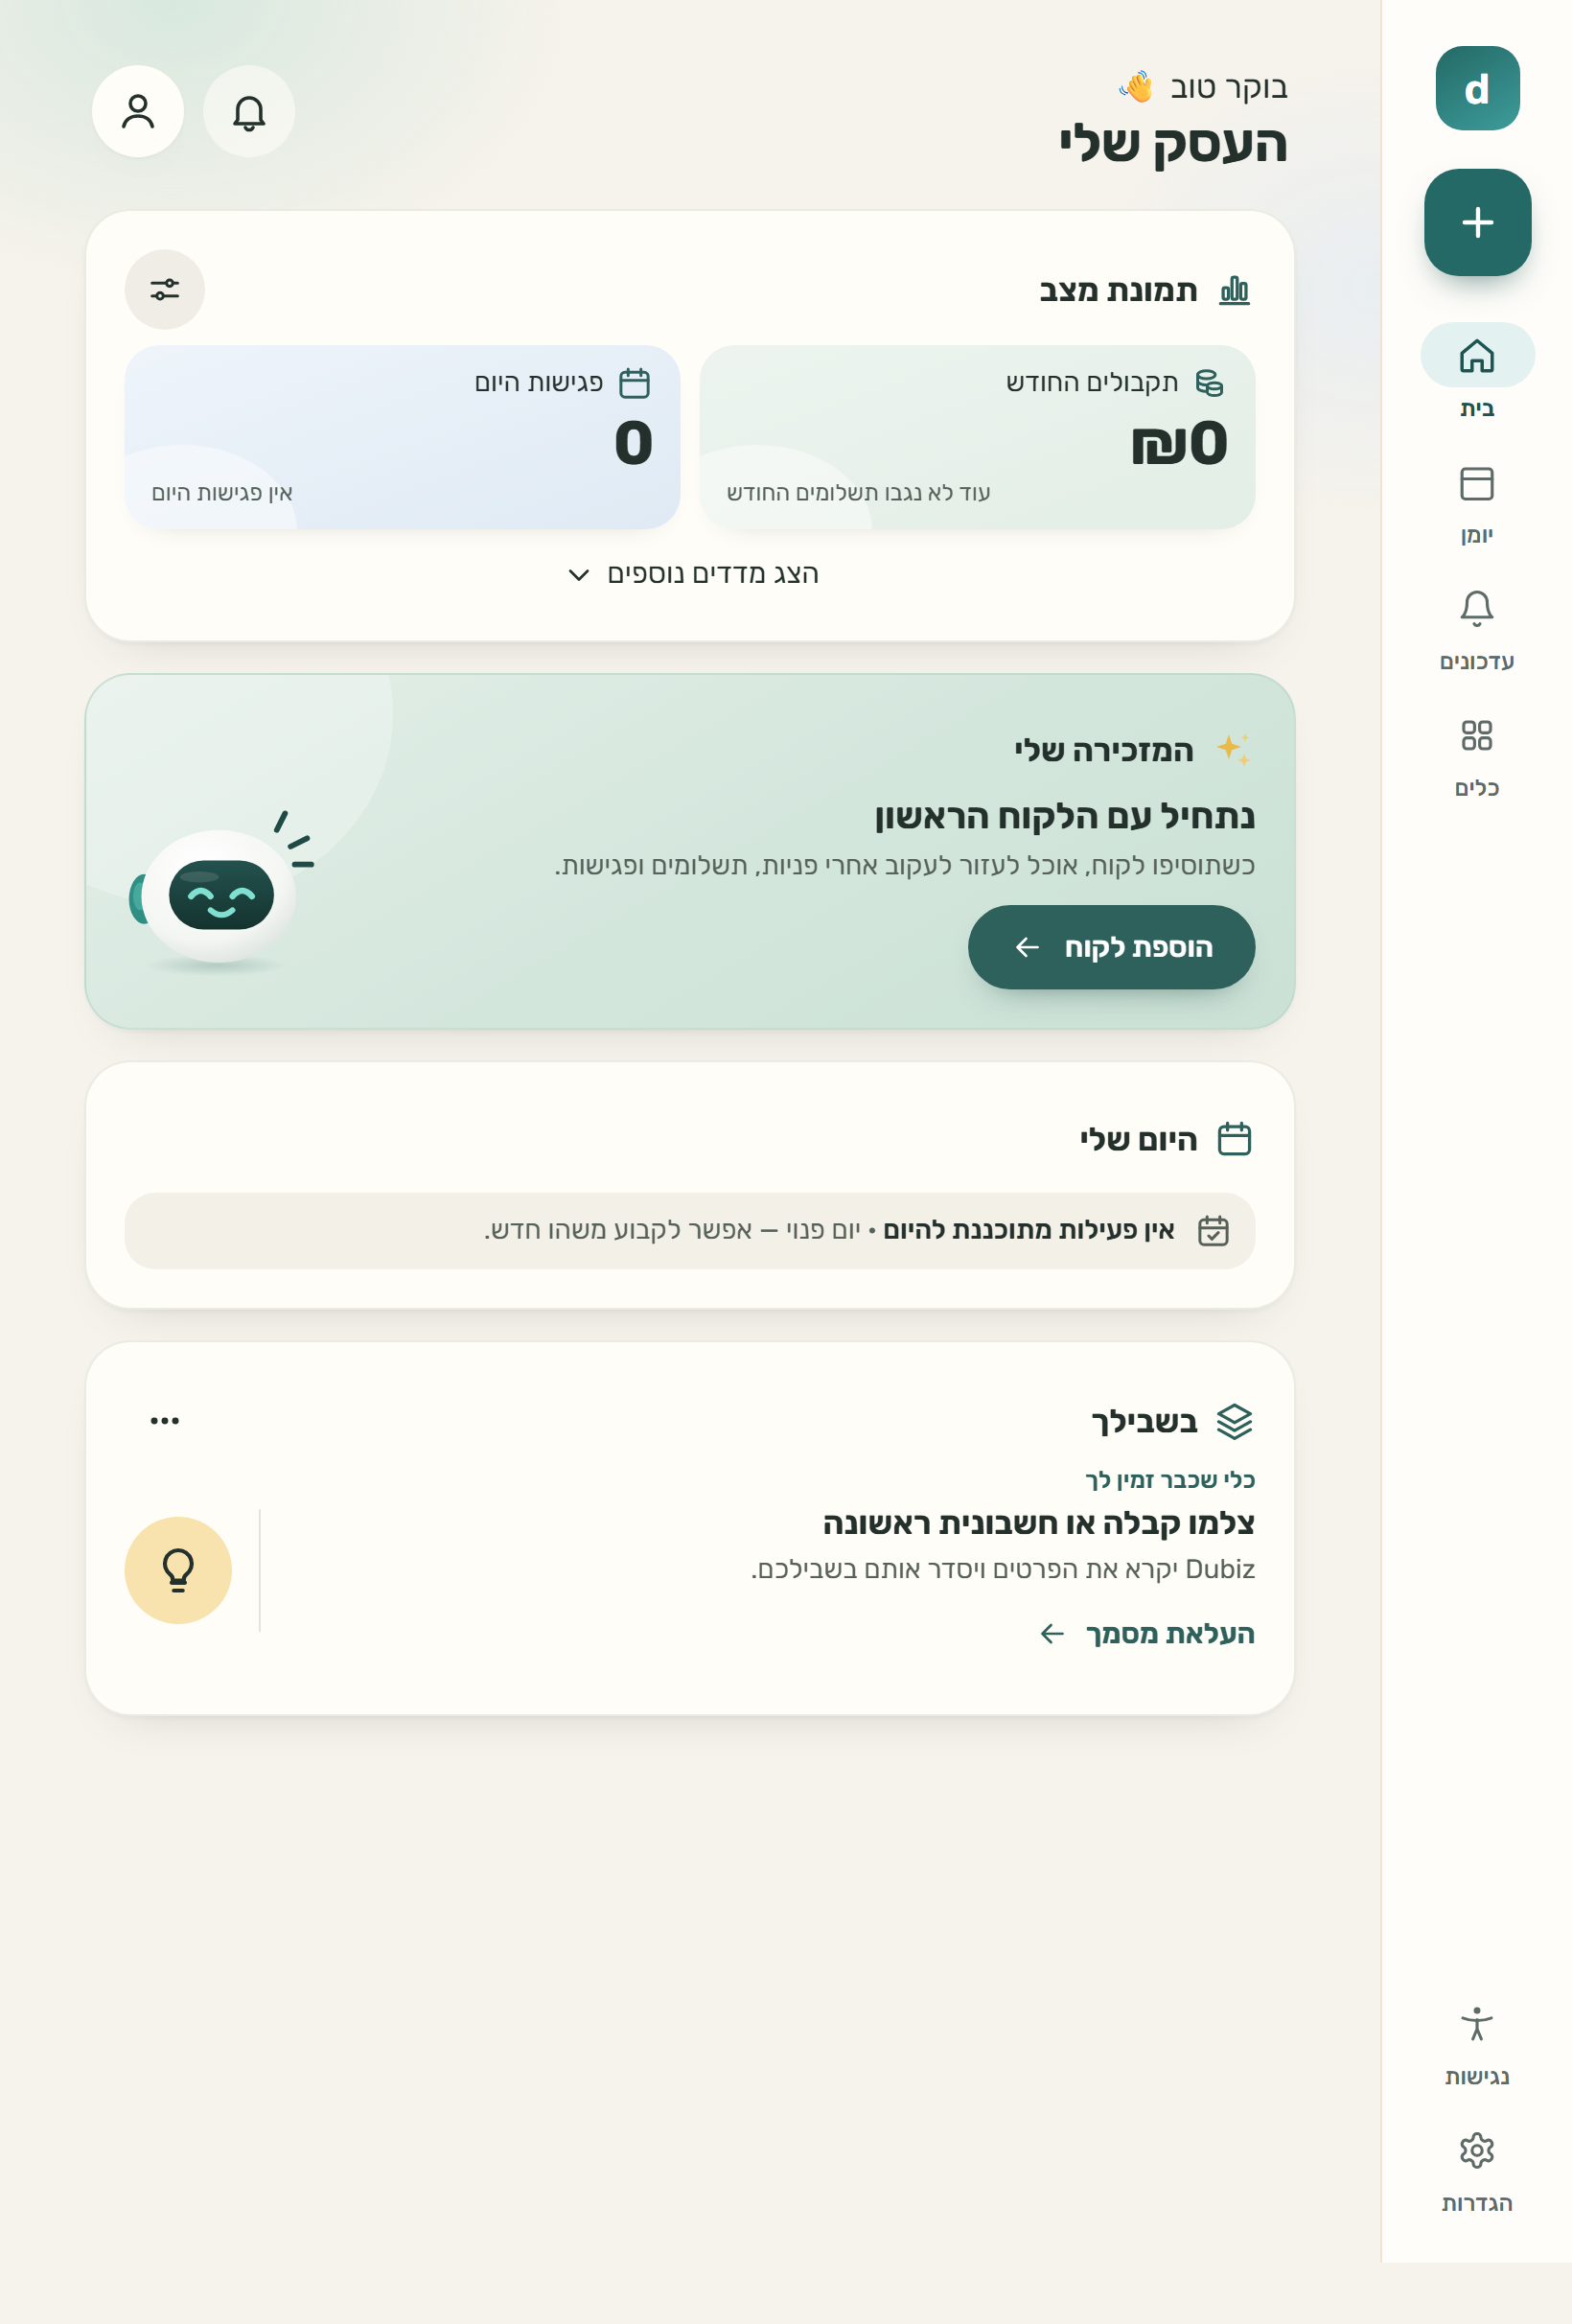 d
בוקר טוב 👋
העסק שלי
בית
יומן
עדכונים
כלים
תמונת מצב
תקבולים החודש
₪0
עוד לא נגבו תשלומים החודש
פגישות היום
0
אין פגישות היום
הצג מדדים נוספים
המזכירה שלי
נתחיל עם הלקוח הראשון
כשתוסיפו לקוח, אוכל לעזור לעקוב אחרי פניות, תשלומים ופגישות.
הוספת לקוח
היום שלי
אין פעילות מתוכננת להיום • יום פנוי – אפשר לקבוע משהו חדש.
בשבילך
כלי שכבר זמין לך
צלמו קבלה או חשבונית ראשונה
Dubiz יקרא את הפרטים ויסדר אותם בשבילכם.
העלאת מסמך
נגישות
הגדרות